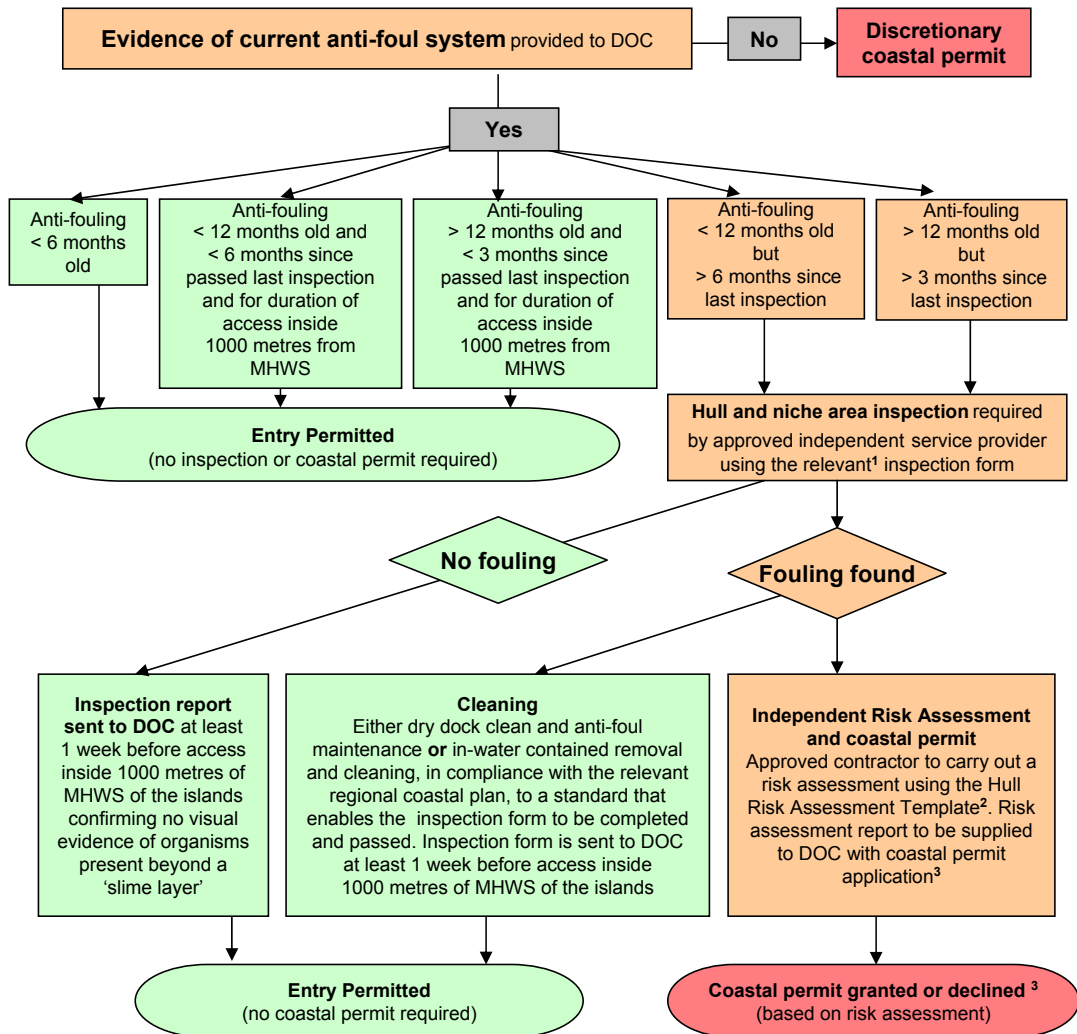 Evidence of current anti-foul system provided to DOC
No
Discretionary
coastal permit
Yes
Anti-fouling
< 6 months
old
Anti-fouling
< 12 months old and
< 6 months since
passed last inspection
and for duration of
access inside
1000 metres from
MHWS
Anti-fouling
> 12 months old and
< 3 months since
passed last inspection
and for duration of
access inside
1000 metres from
MHWS
Anti-fouling
< 12 months old
but
> 6 months since
last inspection
Anti-fouling
> 12 months old
but
> 3 months since
last inspection
Entry Permitted
(no inspection or coastal permit required)
Hull and niche area inspection required
by approved independent service provider
using the relevant¹ inspection form
No fouling
Fouling found
Inspection report
sent to DOC at least
1 week before access
inside 1000 metres of
MHWS of the islands
confirming no visual
evidence of organisms
present beyond a
‘slime layer’
Cleaning
Either dry dock clean and anti-foul
maintenance or in-water contained removal
and cleaning, in compliance with the relevant
regional coastal plan, to a standard that
enables the inspection form to be completed
and passed. Inspection form is sent to DOC
at least 1 week before access inside
1000 metres of MHWS of the islands
Independent Risk Assessment
and coastal permit
Approved contractor to carry out a
risk assessment using the Hull
Risk Assessment Template². Risk
assessment report to be supplied
to DOC with coastal permit
application³
Entry Permitted
(no coastal permit required)
Coastal permit granted or declined ³
(based on risk assessment)